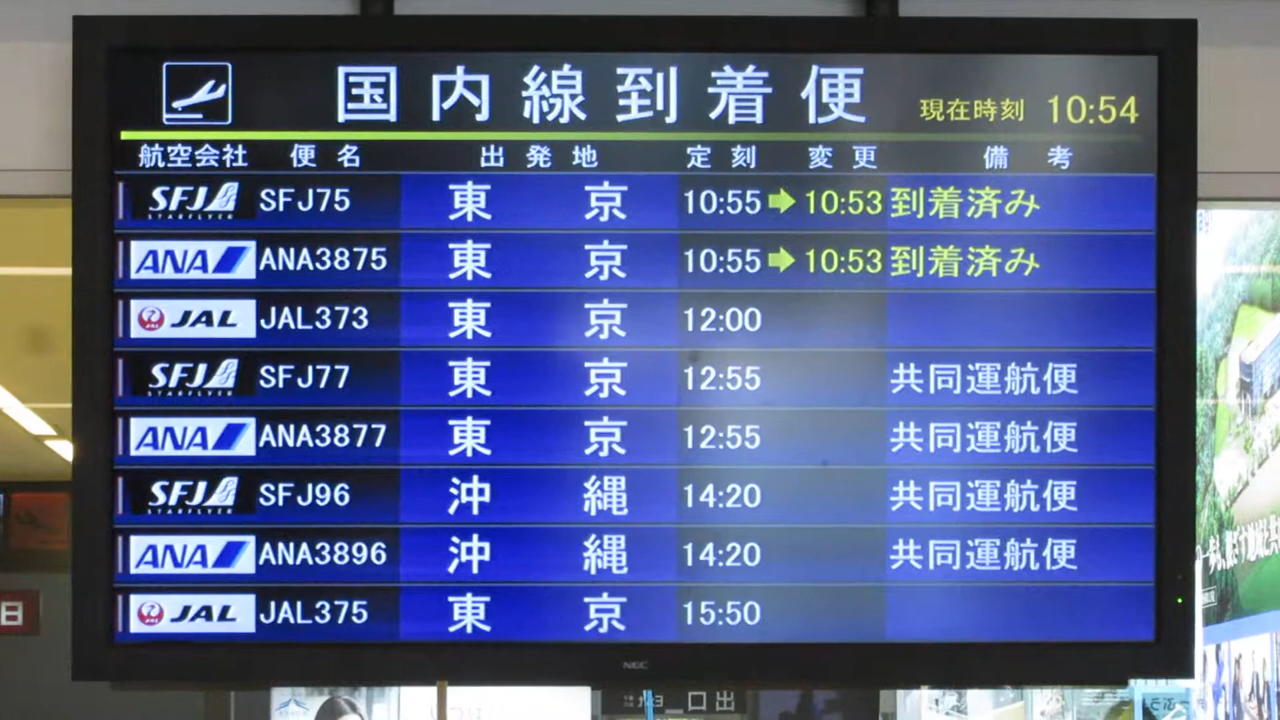 国内線到着便 現在時刻 10:54
航空会社 便名 出発地 定刻 変更 備考
SFJ STARFLYER SFJ75 東京 10:55 ➡ 10:53 到着済み
ANA ANA3875 東京 10:55 ➡ 10:53 到着済み
JAL JAL373 東京 12:00
SFJ STARFLYER SFJ77 東京 12:55 共同運航便
ANA ANA3877 東京 12:55 共同運航便
SFJ STARFLYER SFJ96 沖縄 14:20 共同運航便
ANA ANA3896 沖縄 14:20 共同運航便
JAL JAL375 東京 15:50
NEC
日